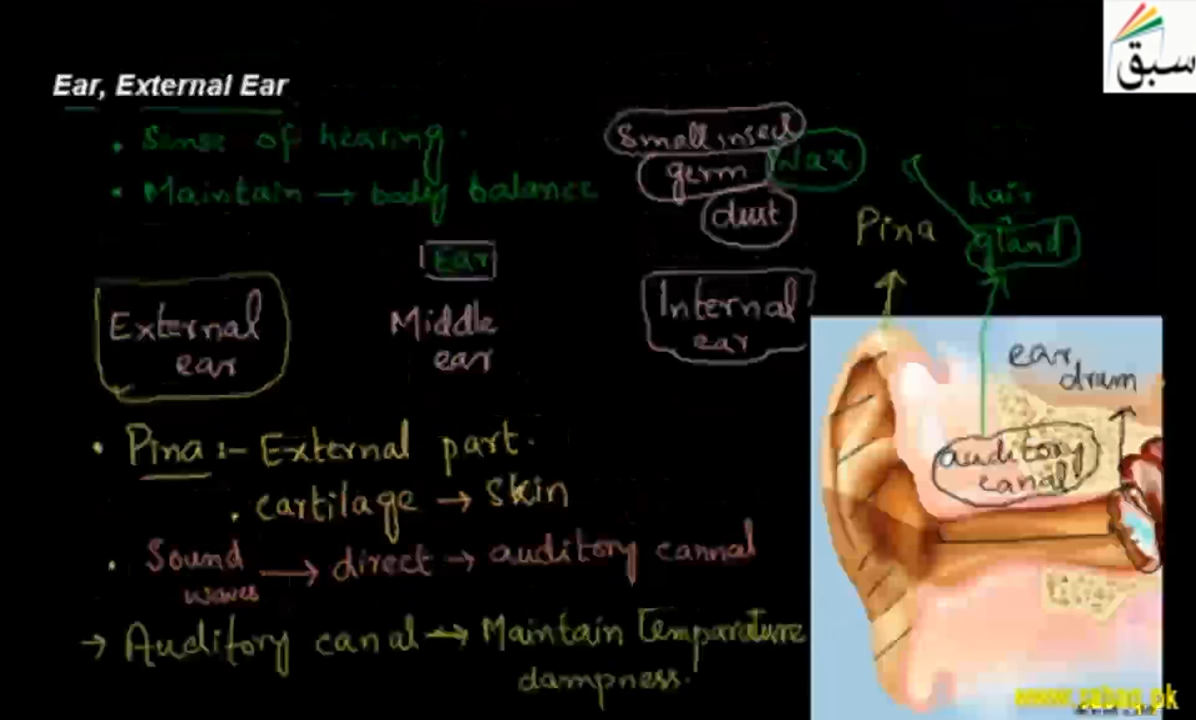 سبق
Ear, External Ear
• Sense of hearing.
• Maintain → body balance
Small insect
germ
Wax
dust
hair
gland
Pina
Ear
External
ear
Middle
ear
Internal
ear
ear
drum
auditory
canal
• Pina :- External part.
. cartilage → skin
• Sound waves → direct → auditory cannal
→ Auditory canal → Maintain Temparature
dampness.
www.sabaq.pk